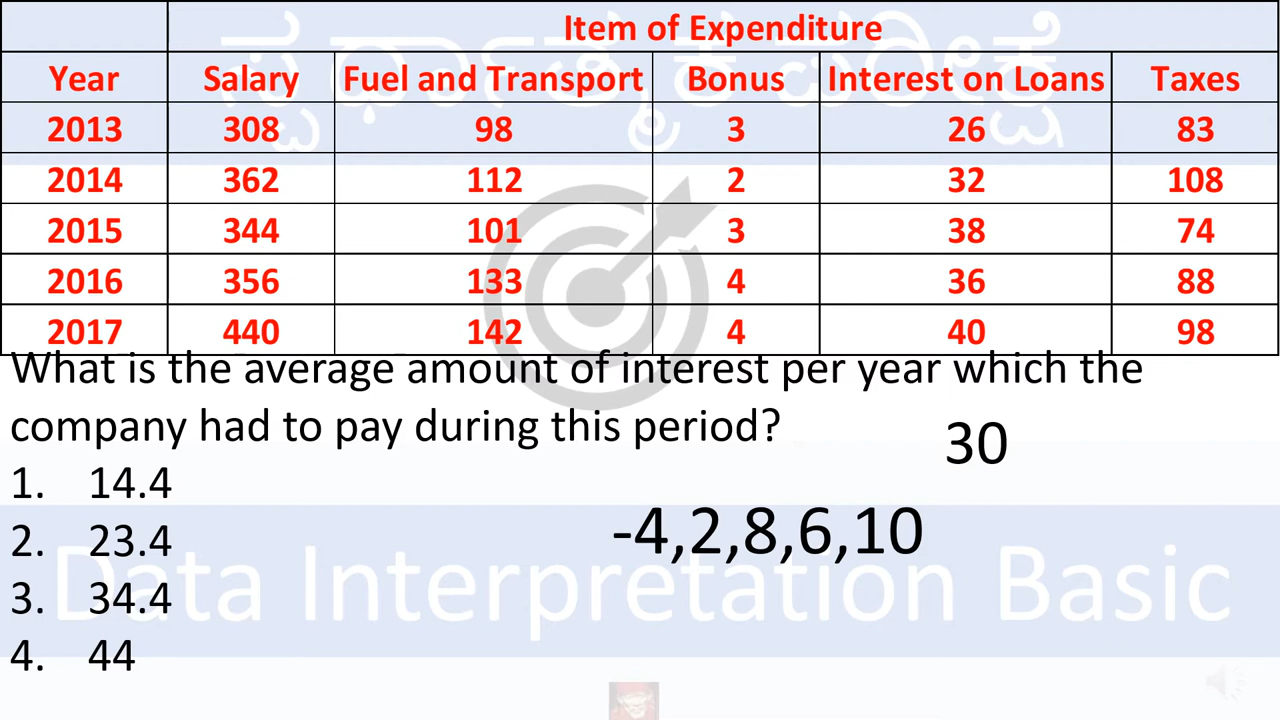 Item of Expenditure
Year Salary Fuel and Transport Bonus Interest on Loans Taxes
2013 308 98 3 26 83
2014 362 112 2 32 108
2015 344 101 3 38 74
2016 356 133 4 36 88
2017 440 142 4 40 98
What is the average amount of interest per year which the
company had to pay during this period?
30
1. 14.4
-4,2,8,6,10
2. 23.4
Data Interpretation Basic
3. 34.4
4. 44